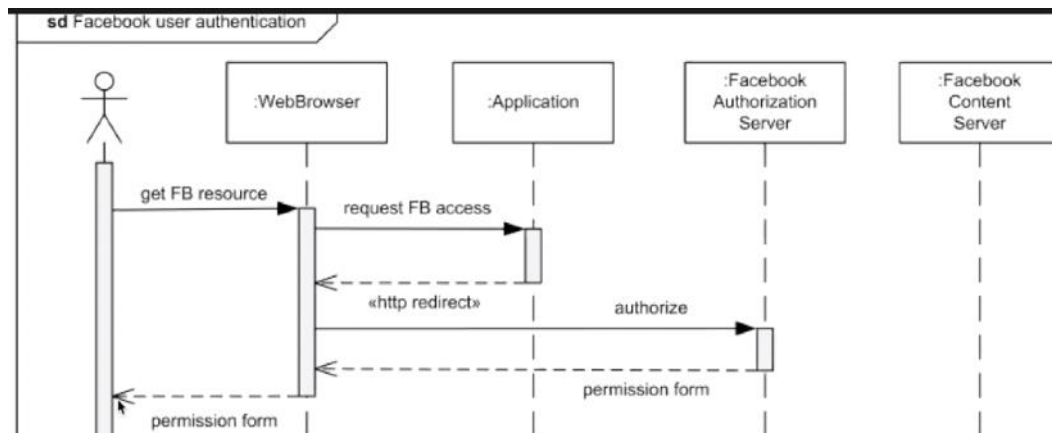 sd Facebook user authentication
:WebBrowser
:Application
:Facebook
Authorization
Server
:Facebook
Content
Server
get FB resource
request FB access
«http redirect»
authorize
permission form
permission form